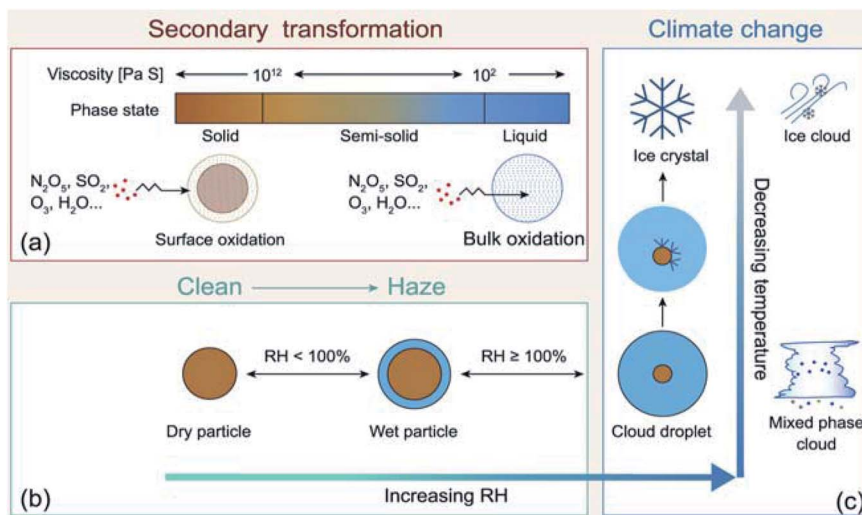 Secondary transformation
Viscosity [Pa S]
10¹²
10²
Phase state
Solid
Semi-solid
Liquid
N₂O₅, SO₂,
O₃, H₂O...
Surface oxidation
N₂O₅, SO₂,
O₃, H₂O...
Bulk oxidation
(a)
Clean
Haze
RH < 100%
RH ≥ 100%
Dry particle
Wet particle
(b)
Increasing RH
Climate change
Ice crystal
Ice cloud
Decreasing temperature
Cloud droplet
Mixed phase
cloud
(c)